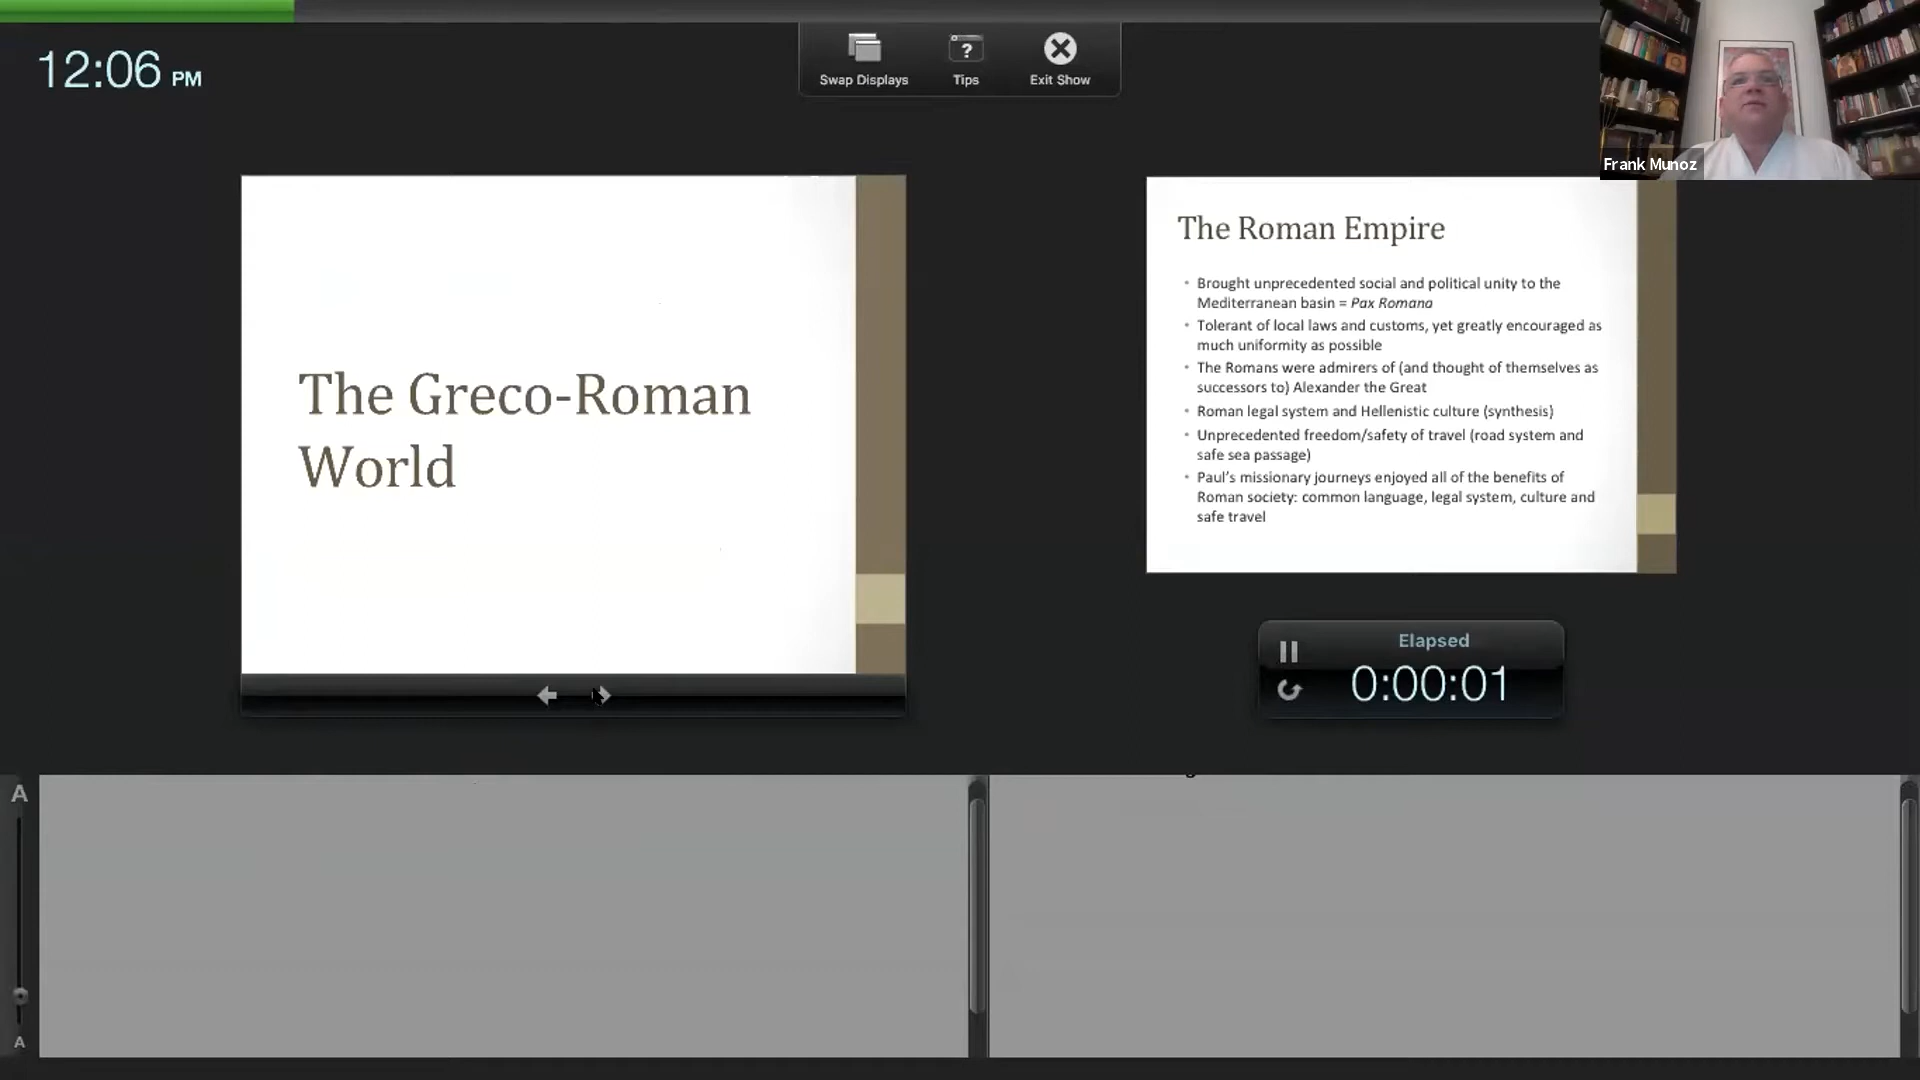 12:06 PM
Swap Displays
Tips
Exit Show
Frank Munoz
The Greco-Roman
World
The Roman Empire
• Brought unprecedented social and political unity to the
Mediterranean basin = Pax Romana
• Tolerant of local laws and customs, yet greatly encouraged as
much uniformity as possible
• The Romans were admirers of (and thought of themselves as
successors to) Alexander the Great
• Roman legal system and Hellenistic culture (synthesis)
• Unprecedented freedom/safety of travel (road system and
safe sea passage)
• Paul's missionary journeys enjoyed all of the benefits of
Roman society: common language, legal system, culture and
safe travel
Elapsed
0:00:01
A
A